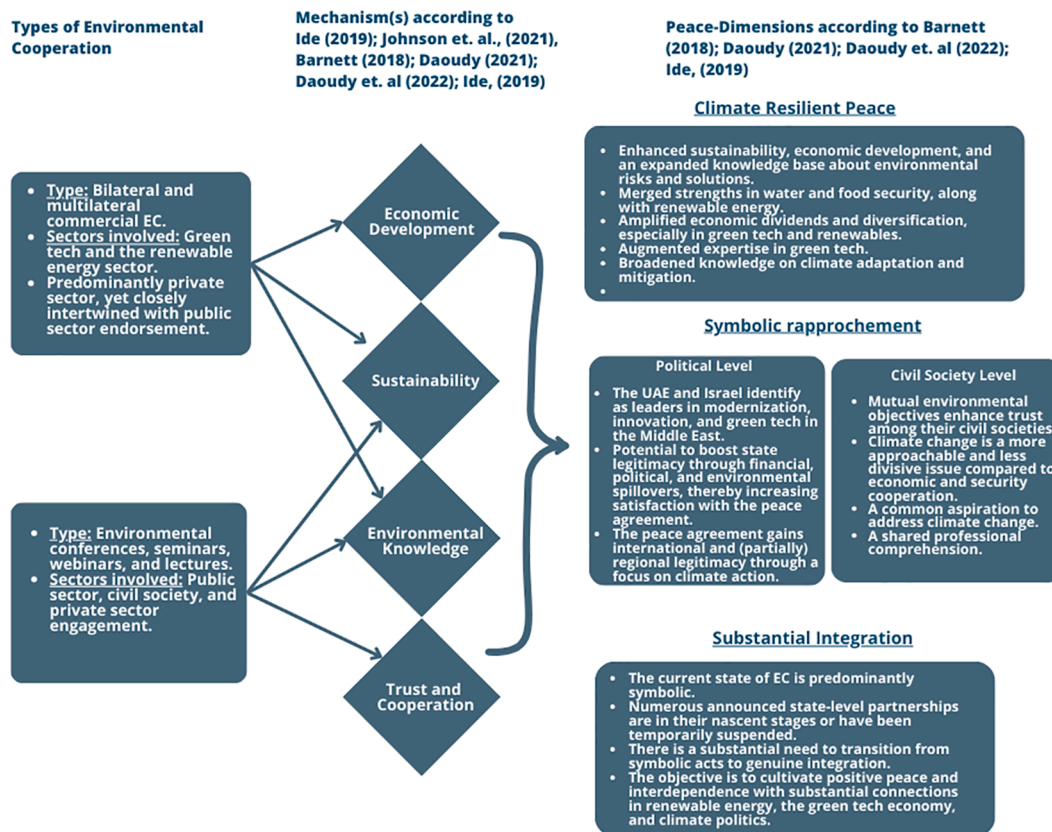 Types of Environmental
Cooperation
Mechanism(s) according to
Ide (2019); Johnson et. al., (2021),
Barnett (2018); Daoudy (2021);
Daoudy et. al (2022); Ide, (2019)
Peace-Dimensions according to Barnett
(2018); Daoudy (2021); Daoudy et. al (2022);
Ide, (2019)
• Type: Bilateral and
multilateral
commercial EC.
• Sectors involved: Green
tech and the renewable
energy sector.
• Predominantly private
sector, yet closely
intertwined with public
sector endorsement.
• Type: Environmental
conferences, seminars,
webinars, and lectures.
• Sectors involved: Public
sector, civil society, and
private sector
engagement.
Economic
Development
Sustainability
Environmental
Knowledge
Trust and
Cooperation
Climate Resilient Peace
• Enhanced sustainability, economic development, and
an expanded knowledge base about environmental
risks and solutions.
• Merged strengths in water and food security, along
with renewable energy.
• Amplified economic dividends and diversification,
especially in green tech and renewables.
• Augmented expertise in green tech.
• Broadened knowledge on climate adaptation and
mitigation.
•
Symbolic rapprochement
Political Level
• The UAE and Israel identify
as leaders in modernization,
innovation, and green tech in
the Middle East.
• Potential to boost state
legitimacy through financial,
political, and environmental
spillovers, thereby increasing
satisfaction with the peace
agreement.
• The peace agreement gains
international and (partially)
regional legitimacy through a
focus on climate action.
Civil Society Level
• Mutual environmental
objectives enhance trust
among their civil societies
• Climate change is a more
approachable and less
divisive issue compared to
economic and security
cooperation.
• A common aspiration to
address climate change.
• A shared professional
comprehension.
Substantial Integration
• The current state of EC is predominantly
symbolic.
• Numerous announced state-level partnerships
are in their nascent stages or have been
temporarily suspended.
• There is a substantial need to transition from
symbolic acts to genuine integration.
• The objective is to cultivate positive peace and
interdependence with substantial connections
in renewable energy, the green tech economy,
and climate politics.